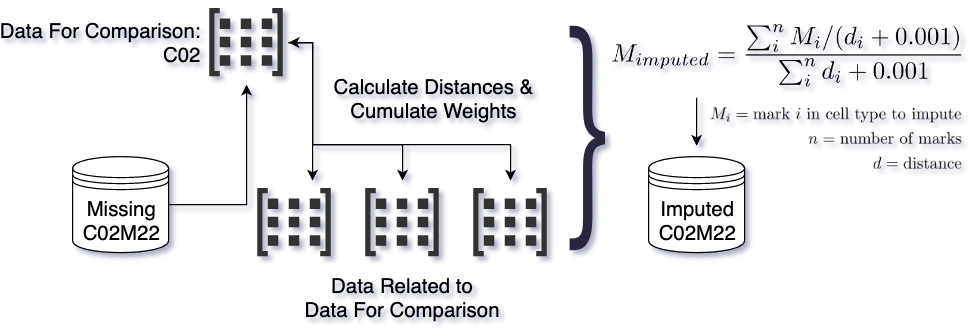 Data For Comparison:
C02
Calculate Distances &
Cumulate Weights
Missing
C02M22
Data Related to
Data For Comparison
M_{imputed} = \frac{\sum_i^n M_i/(d_i + 0.001)}{\sum_i^n d_i + 0.001}
M_i = mark i in cell type to impute
n = number of marks
d = distance
Imputed
C02M22